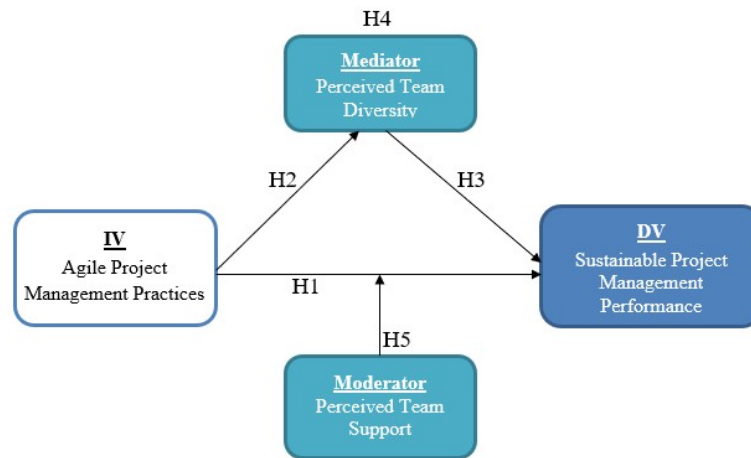 H4
Mediator
Perceived Team
Diversity
H2
H3
IV
Agile Project
Management Practices
DV
Sustainable Project
Management
Performance
H1
H5
Moderator
Perceived Team
Support